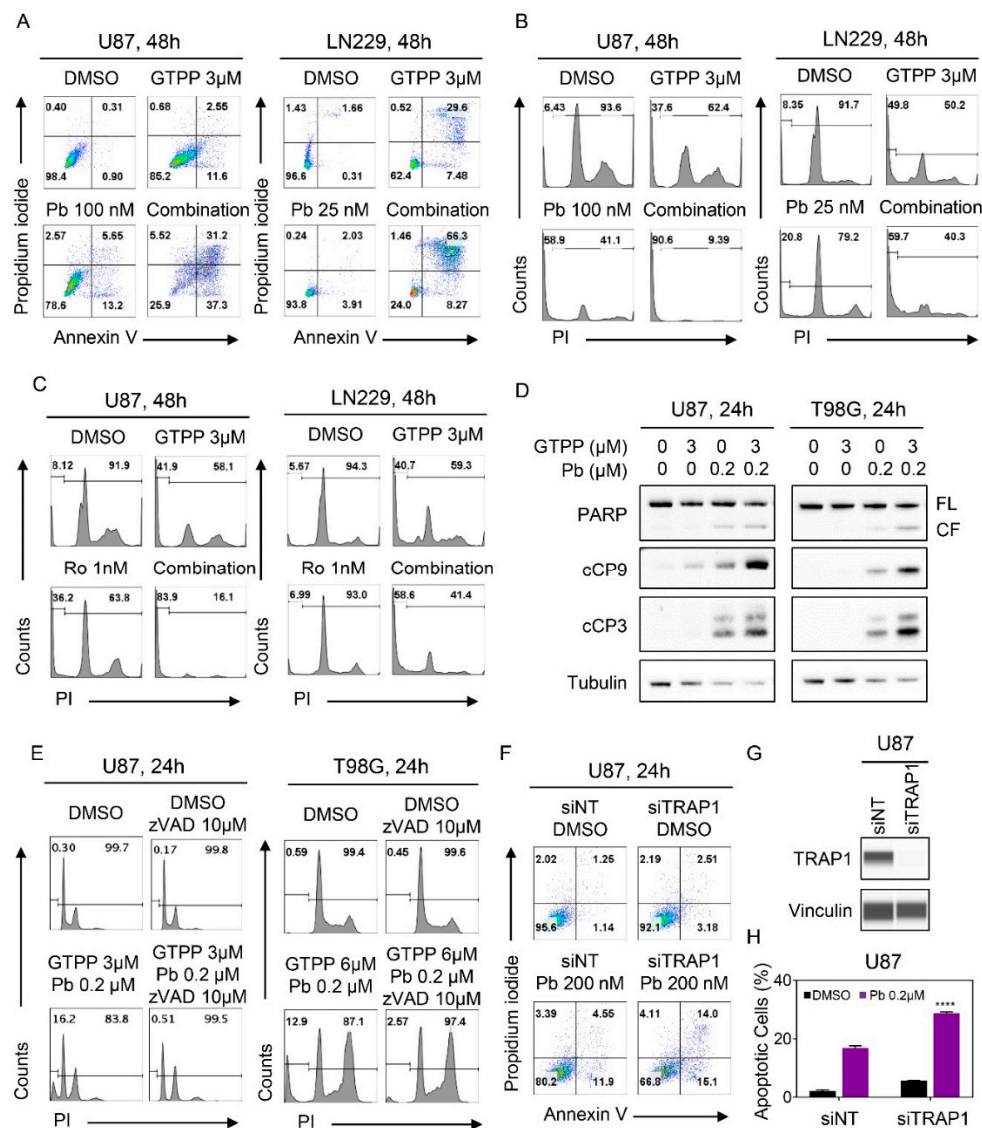 A
U87, 48h
LN229, 48h
DMSO
GTPP 3μM
DMSO
GTPP 3μM
0.40 0.31
0.68 2.55
1.43 1.66
0.52 29.6
98.4 0.90
85.2 11.6
96.6 0.31
62.4 7.48
Pb 100 nM
Combination
Pb 25 nM
Combination
2.57 5.65
5.52 31.2
0.24 2.03
1.46 66.3
78.6 13.2
25.9 37.3
93.8 3.91
24.0 8.27
Propidium iodide
Propidium iodide
Annexin V
Annexin V
B
U87, 48h
LN229, 48h
DMSO
GTPP 3μM
DMSO
GTPP 3μM
6.43 93.6
37.6 62.4
8.35 91.7
49.8 50.2
Pb 100 nM
Combination
Pb 25 nM
Combination
58.9 41.1
90.6 9.39
20.8 79.2
59.7 40.3
Counts
Counts
PI
PI
C
U87, 48h
LN229, 48h
DMSO
GTPP 3μM
DMSO
GTPP 3μM
8.12 91.9
41.9 58.1
5.67 94.3
40.7 59.3
Ro 1nM
Combination
Ro 1nM
Combination
36.2 63.8
83.9 16.1
6.99 93.0
58.6 41.4
Counts
Counts
PI
PI
D
U87, 24h
T98G, 24h
GTPP (μM) 0 3 0 3 0 3 0 3
Pb (μM) 0 0 0.2 0.2 0 0 0.2 0.2
PARP
FL
CF
cCP9
cCP3
Tubulin
E
U87, 24h
T98G, 24h
DMSO
DMSO
zVAD 10μM
DMSO
DMSO
zVAD 10μM
0.30 99.7
0.17 99.8
0.59 99.4
0.45 99.6
GTPP 3μM
Pb 0.2 μM
GTPP 3μM
Pb 0.2 μM
zVAD 10μM
GTPP 6μM
Pb 0.2μM
GTPP 6μM
Pb 0.2 μM
zVAD 10μM
16.2 83.8
0.51 99.5
12.9 87.1
2.57 97.4
Counts
Counts
PI
PI
F
U87, 24h
siNT
DMSO
siTRAP1
DMSO
2.02 1.25
2.19 2.51
95.6 1.14
92.1 3.18
siNT
Pb 200 nM
siTRAP1
Pb 200 nM
3.39 4.55
4.11 14.0
80.2 11.9
66.8 15.1
Propidium iodide
Annexin V
G
U87
siNT
siTRAP1
TRAP1
Vinculin
H
U87
DMSO
Pb 0.2μM
****
Apoptotic Cells (%)
40
20
0
siNT
siTRAP1